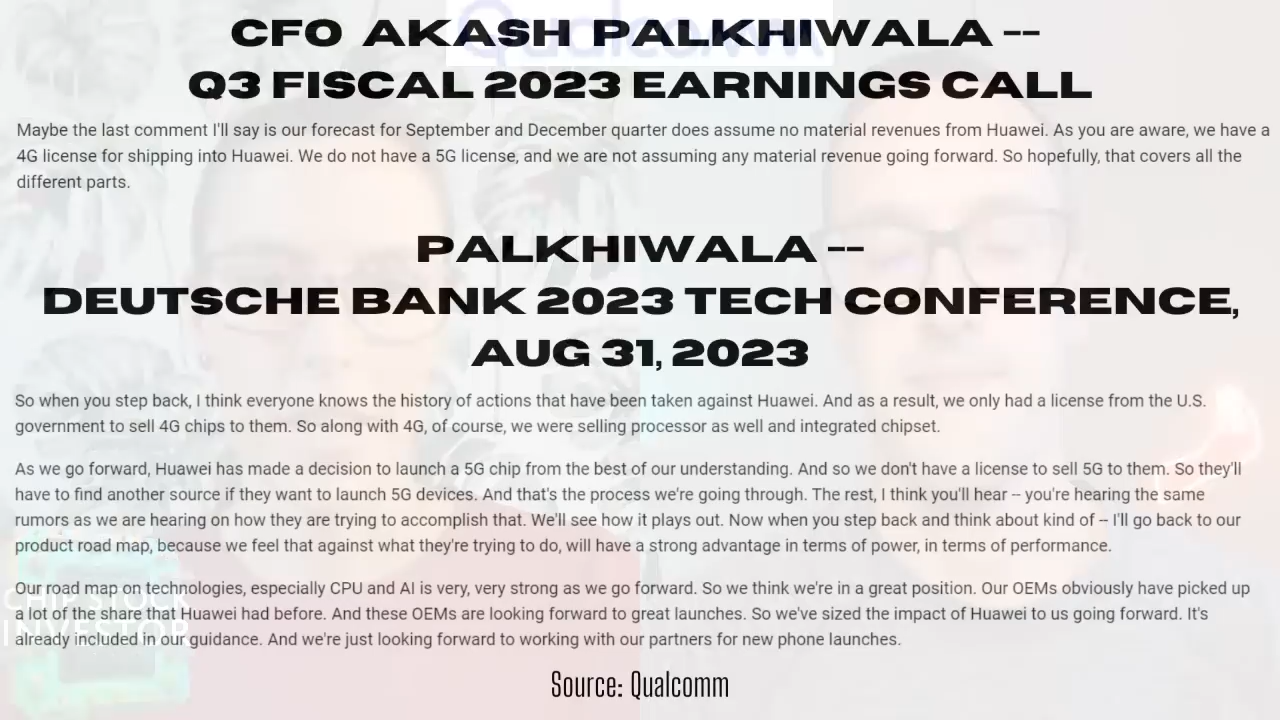 Qualcomm
CFO AKASH PALKHIWALA --
Q3 FISCAL 2023 EARNINGS CALL
Maybe the last comment I'll say is our forecast for September and December quarter does assume no material revenues from Huawei. As you are aware, we have a
4G license for shipping into Huawei. We do not have a 5G license, and we are not assuming any material revenue going forward. So hopefully, that covers all the
different parts.
PALKHIWALA --
DEUTSCHE BANK 2023 TECH CONFERENCE,
AUG 31, 2023
So when you step back, I think everyone knows the history of actions that have been taken against Huawei. And as a result, we only had a license from the U.S.
government to sell 4G chips to them. So along with 4G, of course, we were selling processor as well and integrated chipset.
As we go forward, Huawei has made a decision to launch a 5G chip from the best of our understanding. And so we don't have a license to sell 5G to them. So they'll
have to find another source if they want to launch 5G devices. And that's the process we're going through. The rest, I think you'll hear -- you're hearing the same
rumors as we are hearing on how they are trying to accomplish that. We'll see how it plays out. Now when you step back and think about kind of -- I'll go back to our
product road map, because we feel that against what they're trying to do, will have a strong advantage in terms of power, in terms of performance.
Our road map on technologies, especially CPU and AI is very, very strong as we go forward. So we think we're in a great position. Our OEMs obviously have picked up
a lot of the share that Huawei had before. And these OEMs are looking forward to great launches. So we've sized the impact of Huawei to us going forward. It's
already included in our guidance. And we're just looking forward to working with our partners for new phone launches.
CHIP STOCK
INVESTOR
Source: Qualcomm